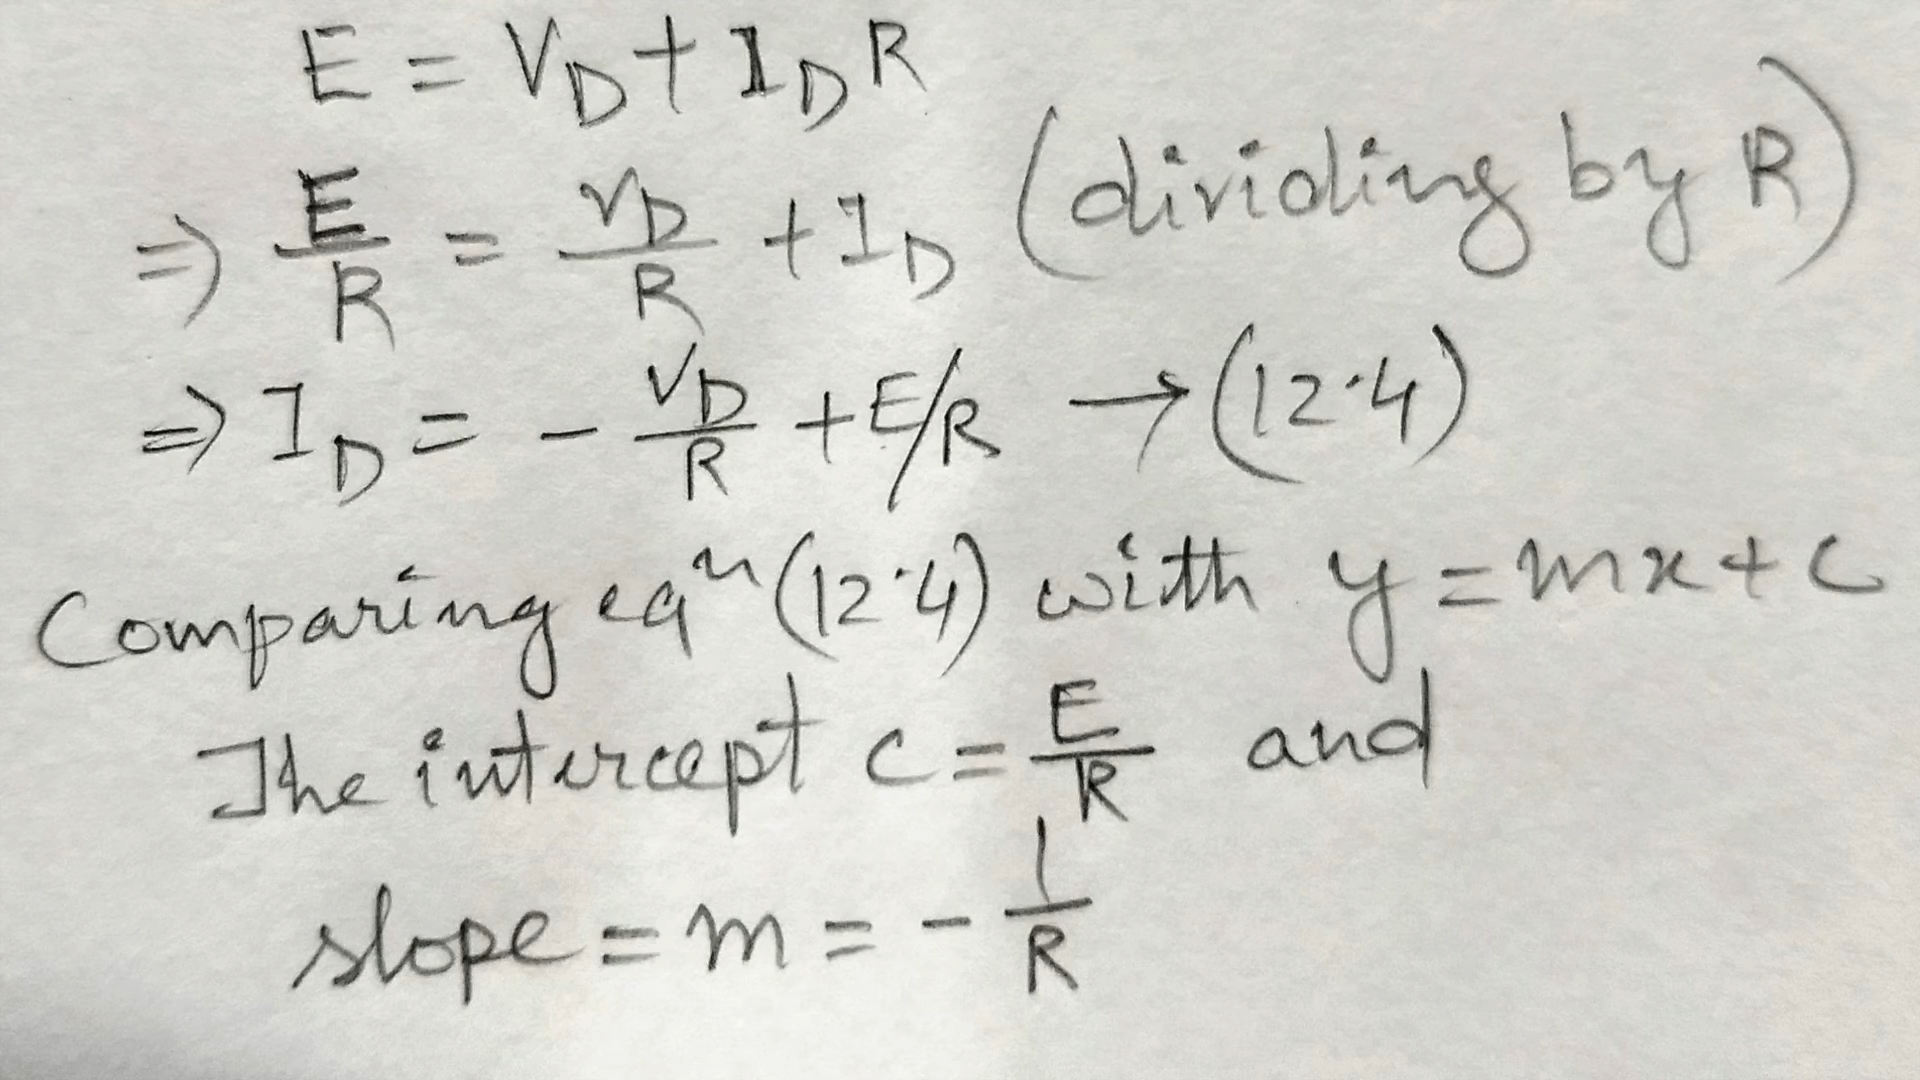 E = V_D + I_D R
⇒ E/R = V_D/R + I_D (dividing by R)
⇒ I_D = - V_D/R + E/R → (12.4)
Comparing eqⁿ (12.4) with y = mx + c
The intercept c = E/R and
slope = m = - 1/R